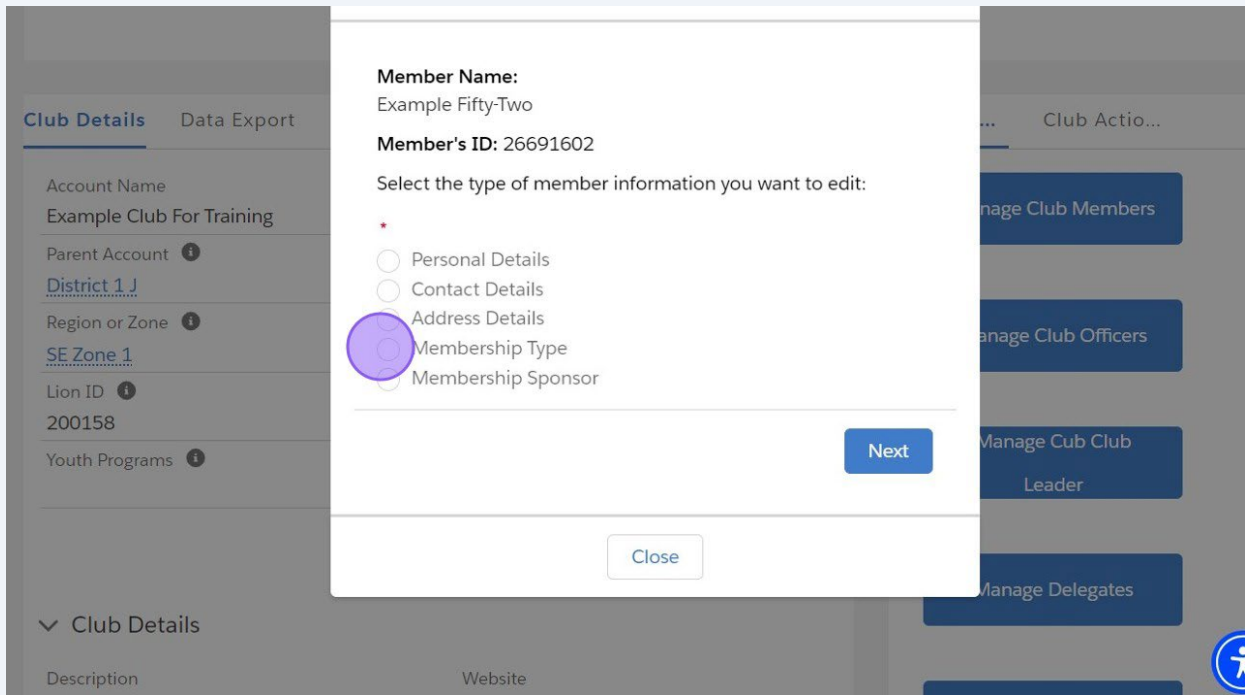 Member Name:
Example Fifty-Two
Member's ID: 26691602
Select the type of member information you want to edit:
*
Personal Details
Contact Details
Address Details
Membership Type
Membership Sponsor
Next
Close
Club Details Data Export
Account Name
Example Club For Training
Parent Account
District 1 J
Region or Zone
SE Zone 1
Lion ID
200158
Youth Programs
Club Details
Description Website
... Club Actio...
nage Club Members
anage Club Officers
Manage Cub Club
Leader
Manage Delegates